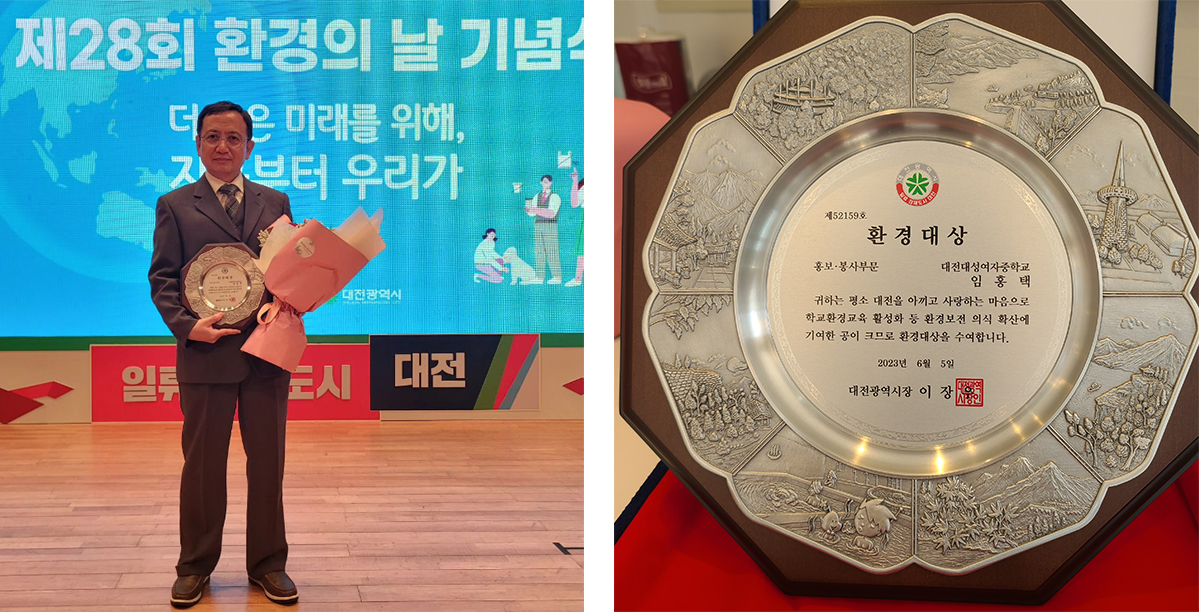 제28회 환경의 날 기념
미래를 위해,
부터 우리가
대전광역시
도시
대전
제52159호
환경대상
홍보·봉사부문 대전대성여자중학교
임홍택
귀하는 평소 대전을 아끼고 사랑하는 마음으로
학교환경교육 활성화 등 환경보전 의식 확산에
기여한 공이 크므로 환경대상을 수여합니다.
2023년 6월 5일
대전광역시장 이장